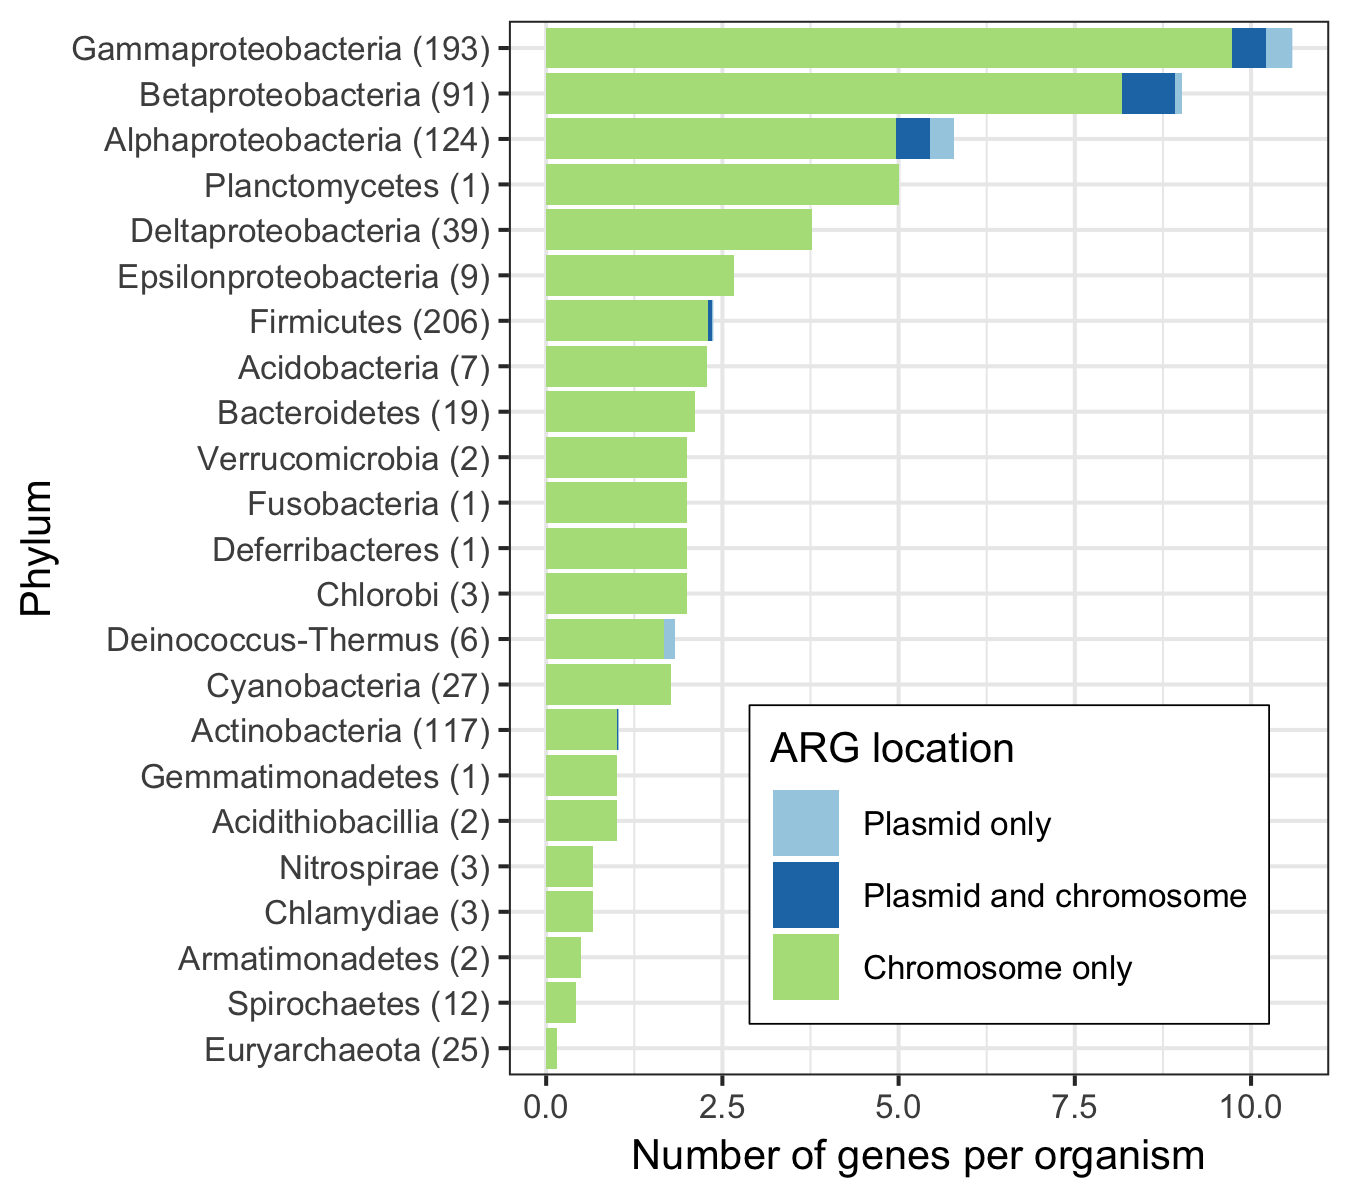 Gammaproteobacteria (193)
Betaproteobacteria (91)
Alphaproteobacteria (124)
Planctomycetes (1)
Deltaproteobacteria (39)
Epsilonproteobacteria (9)
Firmicutes (206)
Acidobacteria (7)
Bacteroidetes (19)
Verrucomicrobia (2)
Fusobacteria (1)
Deferribacteres (1)
Chlorobi (3)
Deinococcus-Thermus (6)
Cyanobacteria (27)
Actinobacteria (117)
Gemmatimonadetes (1)
Acidithiobacillia (2)
Nitrospirae (3)
Chlamydiae (3)
Armatimonadetes (2)
Spirochaetes (12)
Euryarchaeota (25)
Phylum
ARG location
Plasmid only
Plasmid and chromosome
Chromosome only
0.0 2.5 5.0 7.5 10.0
Number of genes per organism